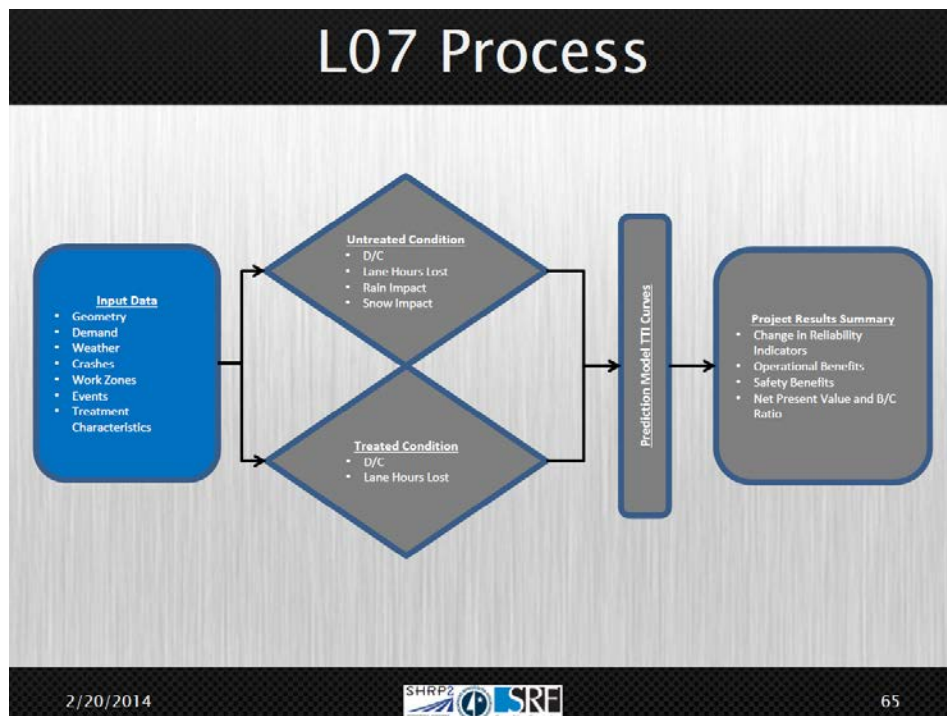 L07 Process
Input Data
• Geometry
• Demand
• Weather
• Crashes
• Work Zones
• Events
• Treatment
Characteristics
Untreated Condition
• D/C
• Lane Hours Lost
• Rain Impact
• Snow Impact
Treated Condition
• D/C
• Lane Hours Lost
Prediction Model TTI Curves
Project Results Summary
• Change in Reliability
Indicators
• Operational Benefits
• Safety Benefits
• Net Present Value and B/C
Ratio
2/20/2014
SHRP2
SRF
65